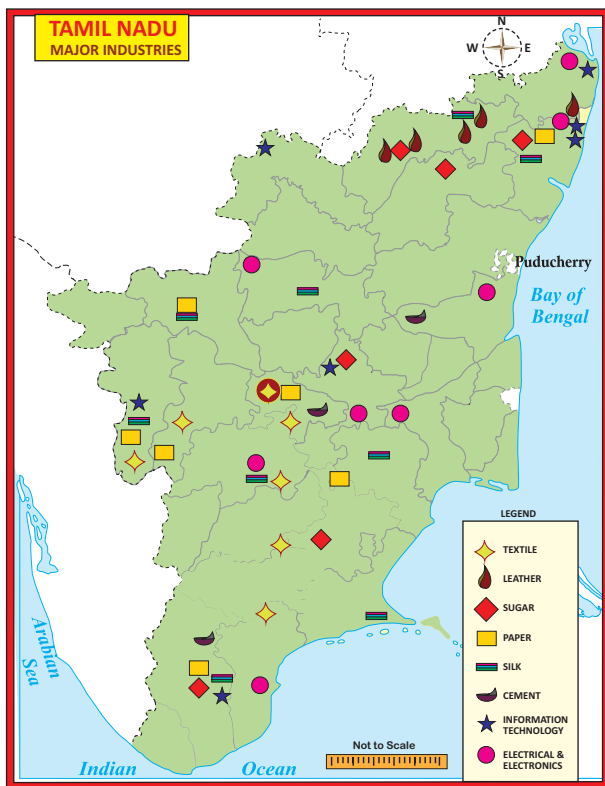 TAMIL NADU
MAJOR INDUSTRIES
N
W E
S
Puducherry
Bay of
Bengal
Arabian
Sea
Indian Ocean
Not to Scale
LEGEND
TEXTILE
LEATHER
SUGAR
PAPER
SILK
CEMENT
INFORMATION
TECHNOLOGY
ELECTRICAL &
ELECTRONICS